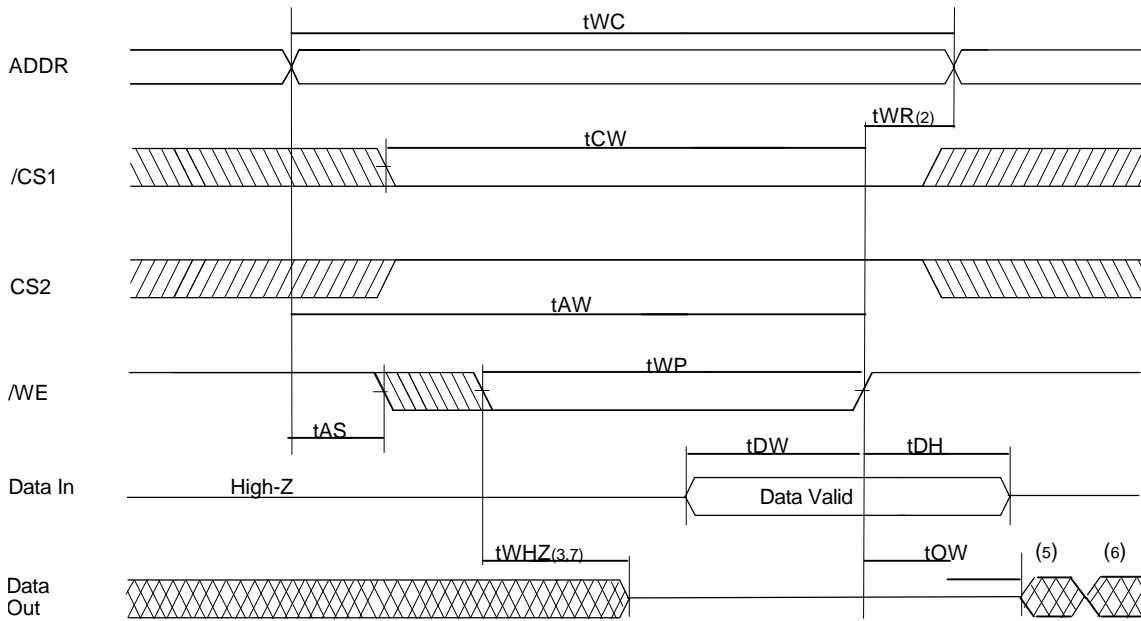 tWC
ADDR
tWR(2)
tCW
/CS1
CS2
tAW
tWP
/WE
tAS
tDW
tDH
Data In
High-Z
Data Valid
tWHZ(3,7)
tOW
(5)
(6)
Data
Out